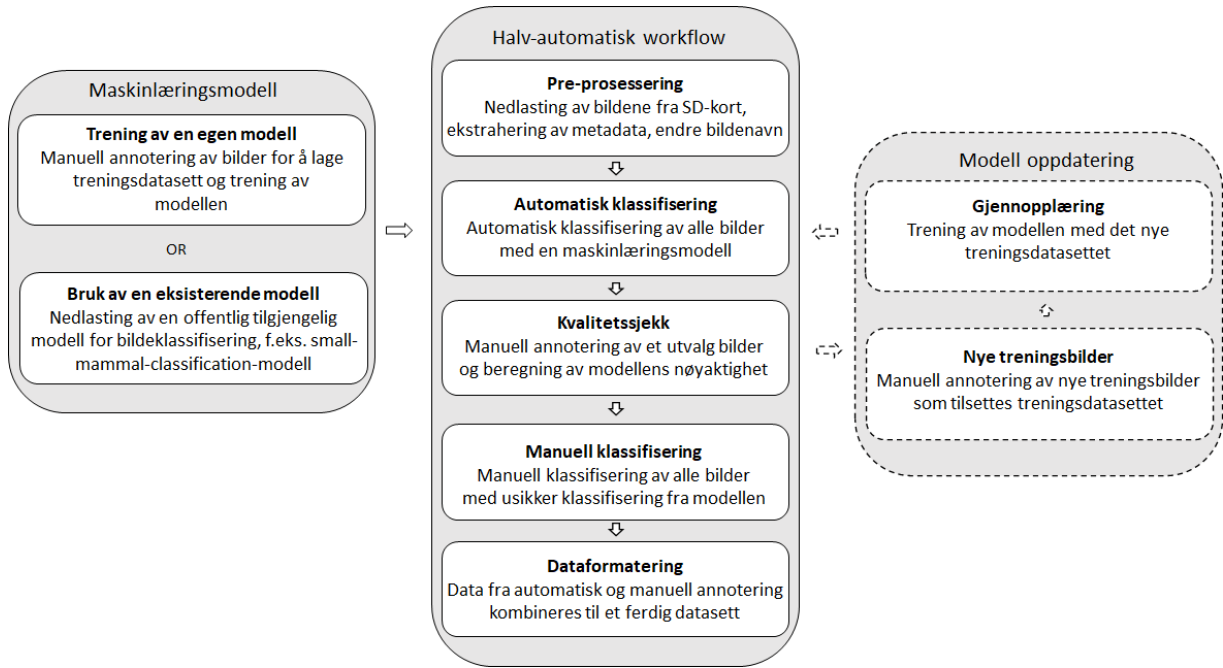 Maskinlæringsmodell
Trening av en egen modell
Manuell annotering av bilder for å lage
treningsdatasett og trening av
modellen
OR
Bruk av en eksisterende modell
Nedlasting av en offentlig tilgjengelig
modell for bildeklassifisering, f.eks. small-
mammal-classification-modell
Halv-automatisk workflow
Pre-prosessering
Nedlasting av bildene fra SD-kort,
ekstrahering av metadata, endre bildenavn
Automatisk klassifisering
Automatisk klassifisering av alle bilder
med en maskinlæringsmodell
Kvalitetssjekk
Manuell annotering av et utvalg bilder
og beregning av modellens nøyaktighet
Manuell klassifisering
Manuell klassifisering av alle bilder
med usikker klassifisering fra modellen
Dataformatering
Data fra automatisk og manuell annotering
kombineres til et ferdig datasett
Modell oppdatering
Gjennopplæring
Trening av modellen med det nye
treningsdatasettet
Nye treningsbilder
Manuell annotering av nye treningsbilder
som tilsettes treningsdatasettet